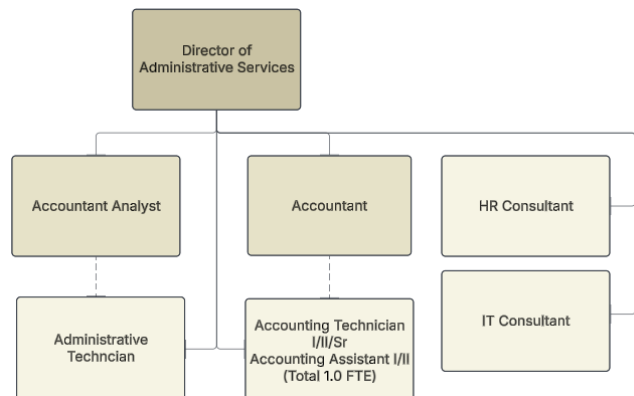 Director of
Administrative Services
Accountant Analyst
Accountant
HR Consultant
IT Consultant
Administrative
Techncian
Accounting Technician
I/II/Sr
Accounting Assistant I/II
(Total 1.0 FTE)